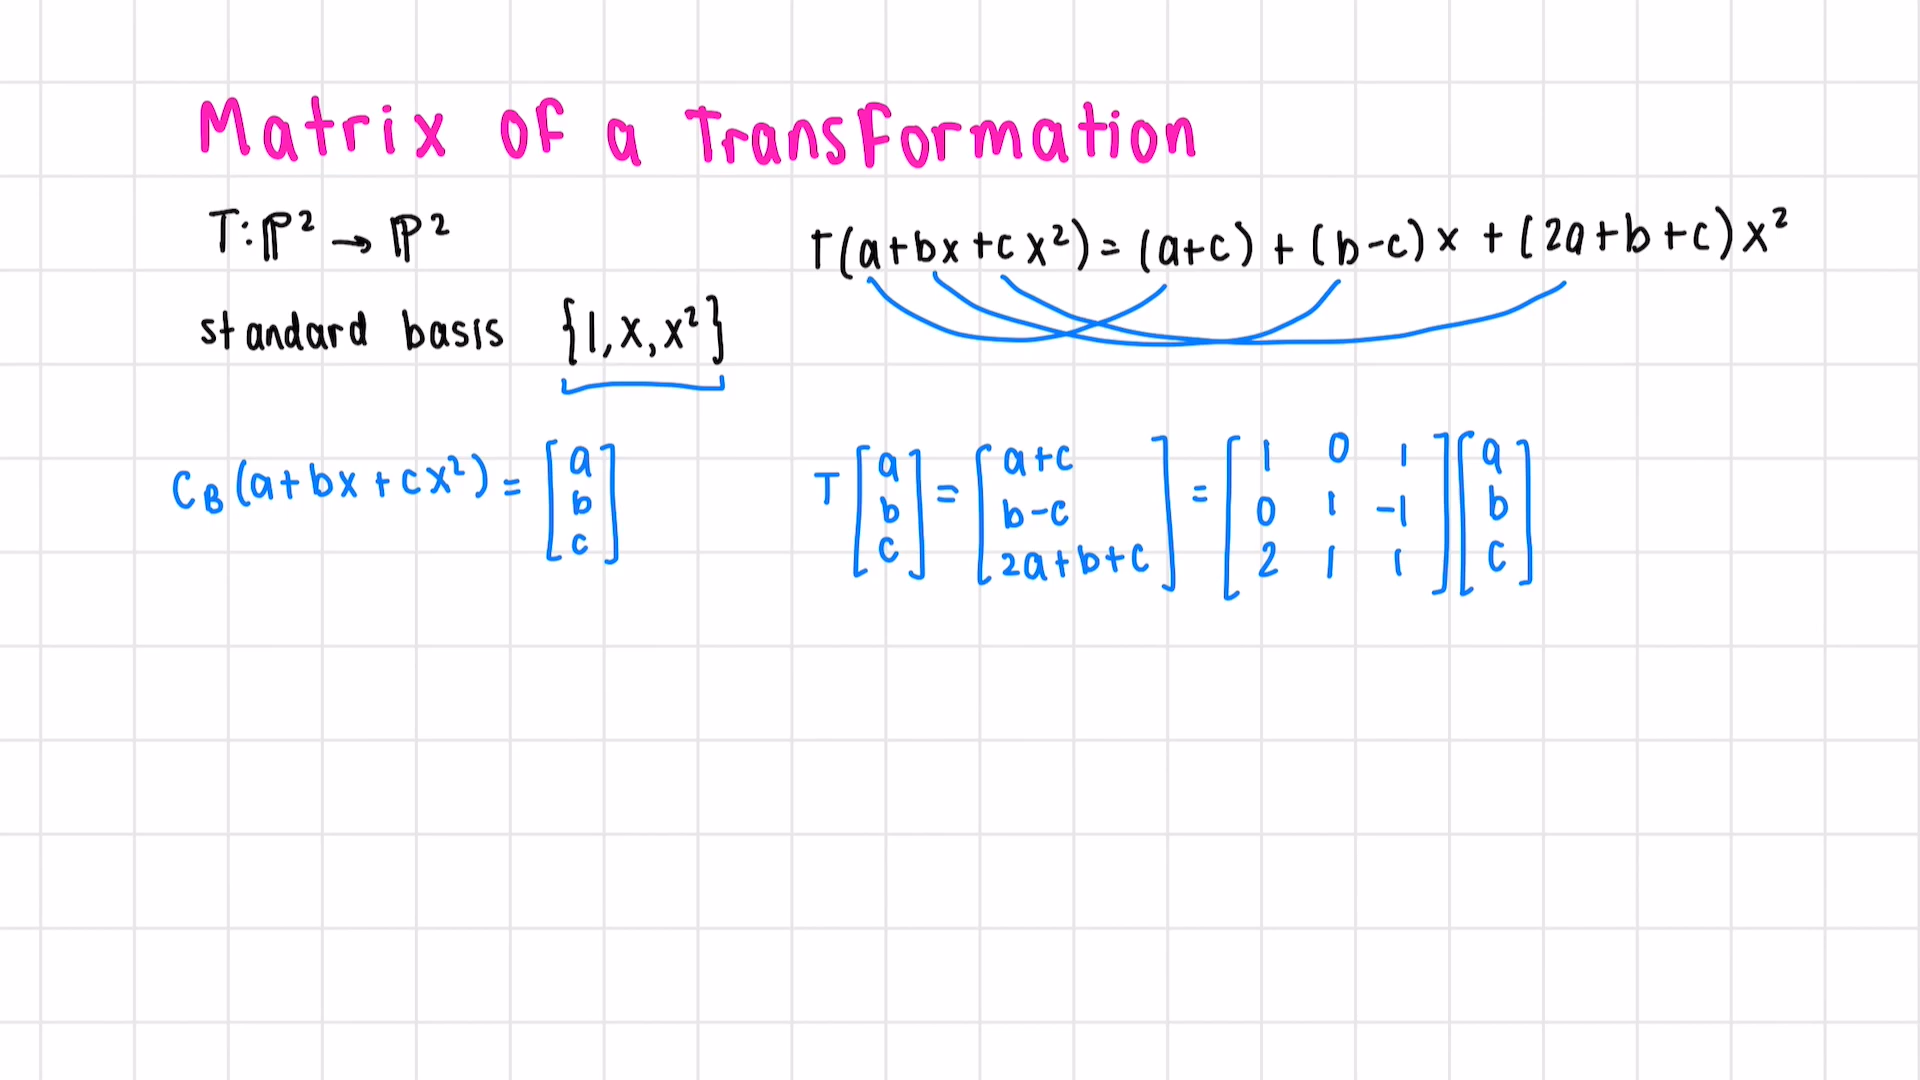 Matrix of a Transformation
T: ℙ² → ℙ²
T(a+bx+cx²) = (a+c) + (b-c)x + (2a+b+c)x²
standard basis {1, x, x²}
C_B(a+bx+cx²) = [a b c]
T[a b c] = [a+c b-c 2a+b+c] = [1 0 1 0 1 -1 2 1 1][a b c]